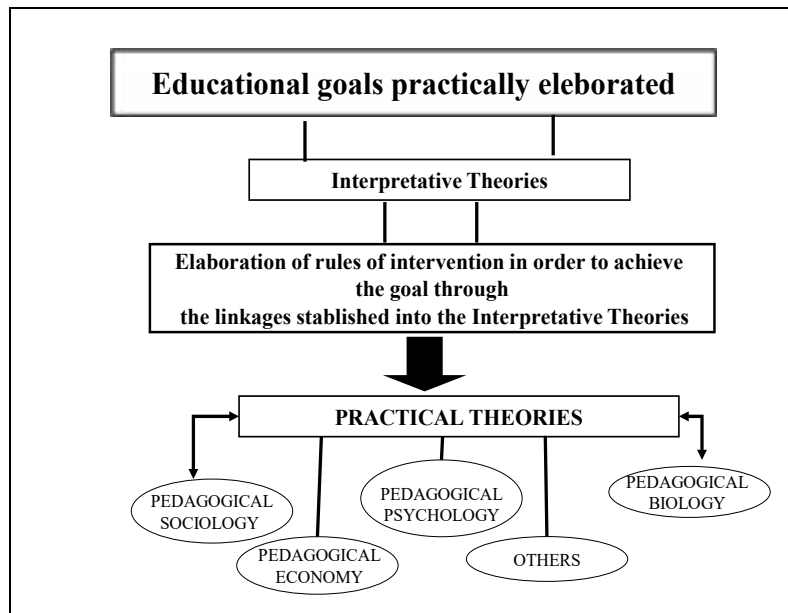 Educational goals practically eleborated
Interpretative Theories
Elaboration of rules of intervention in order to achieve
the goal through
the linkages stablished into the Interpretative Theories
PRACTICAL THEORIES
PEDAGOGICAL
SOCIOLOGY
PEDAGOGICAL
ECONOMY
PEDAGOGICAL
PSYCHOLOGY
OTHERS
PEDAGOGICAL
BIOLOGY